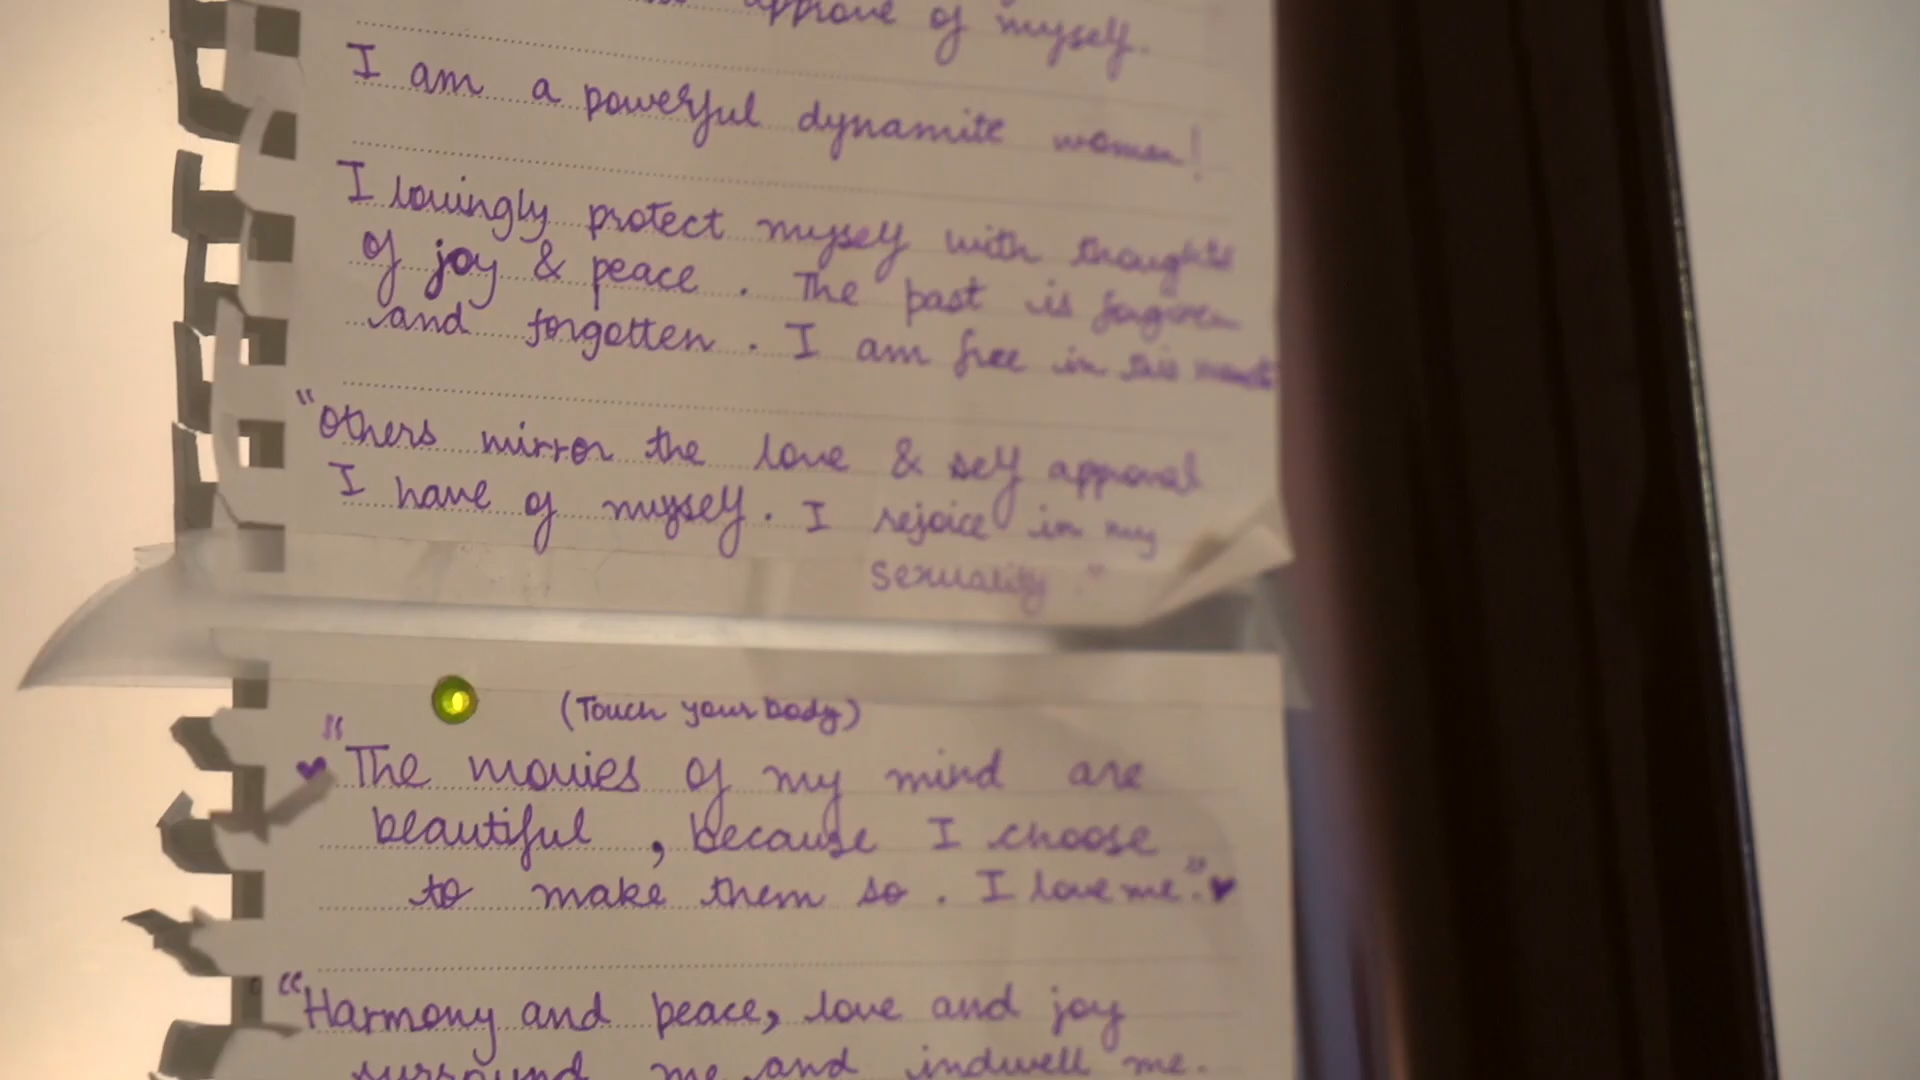 approve of myself.
I am a powerful dynamite women!
I lovingly protect myself with thoughts
of joy & peace. The past is forgiven
and forgotten. I am free in this moment
"Others mirror the love & self approval
I have of myself. I rejoice in my
sexuality."
(Touch your body)
"The movies of my mind are
beautiful, because I choose
to make them so. I love me."
"Harmony and peace, love and joy
surround me and indwell me.